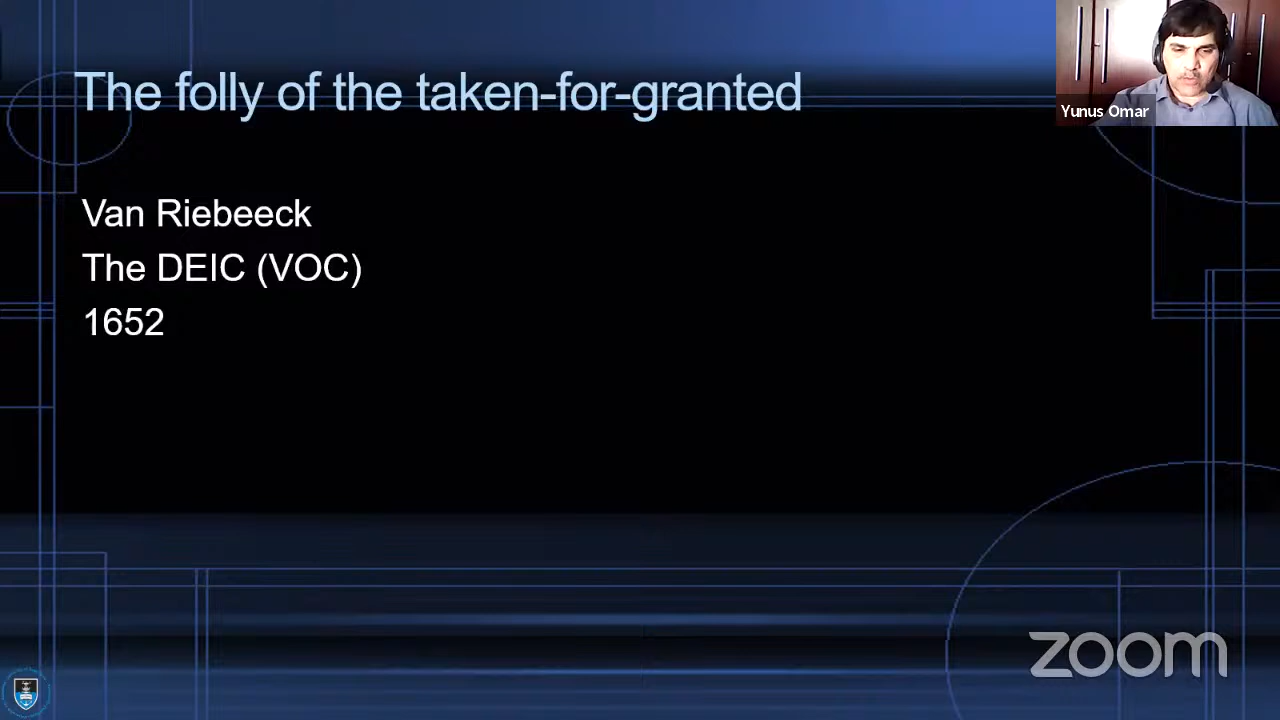 The folly of the taken-for-granted
Yunus Omar
Van Riebeeck
The DEIC (VOC)
1652
zoom